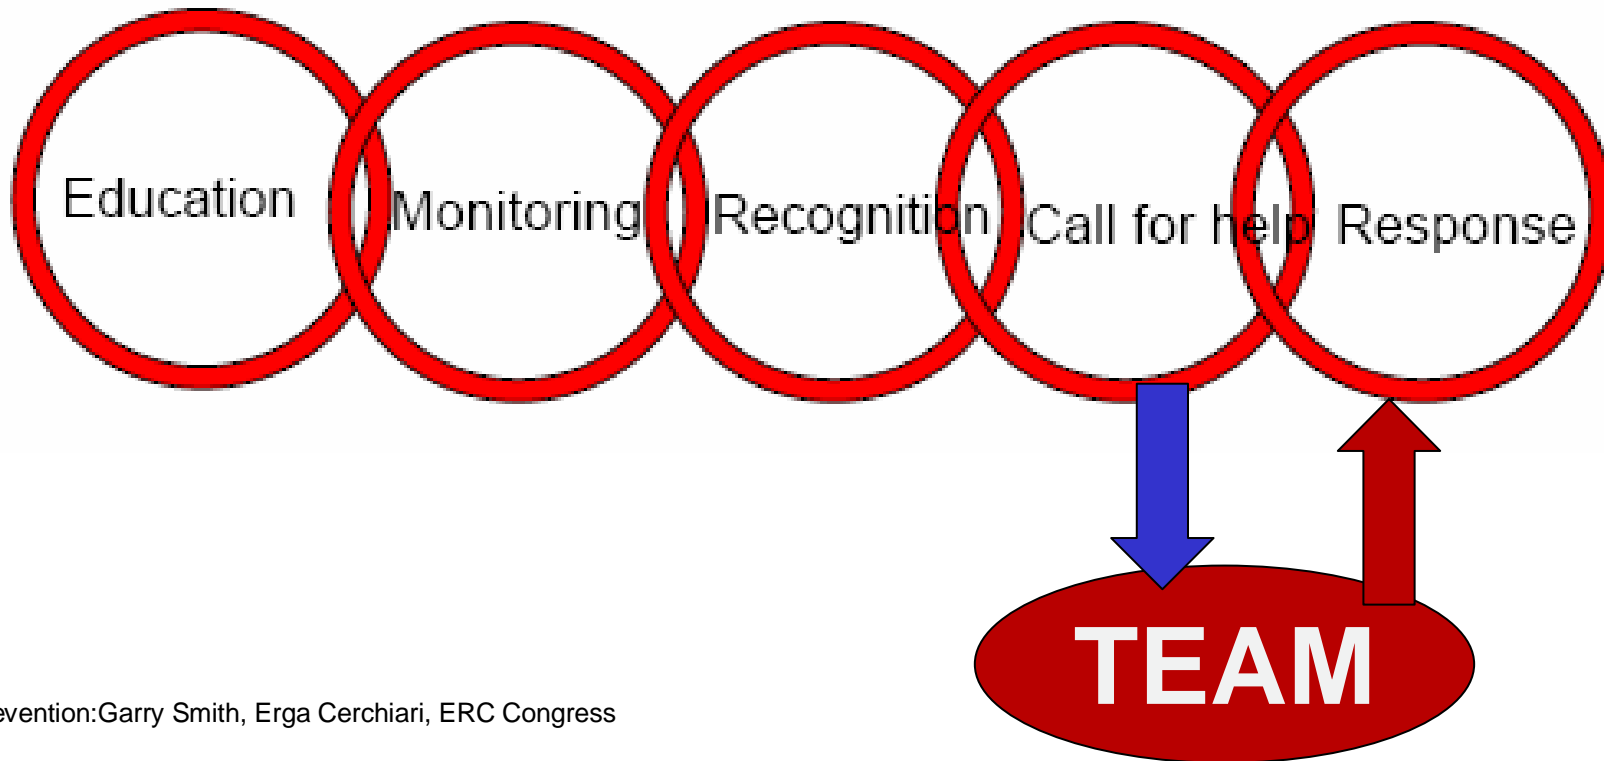 Education
Monitoring
Recognition
Call for help
Response
TEAM
evention:Garry Smith, Erga Cerchiari, ERC Congress